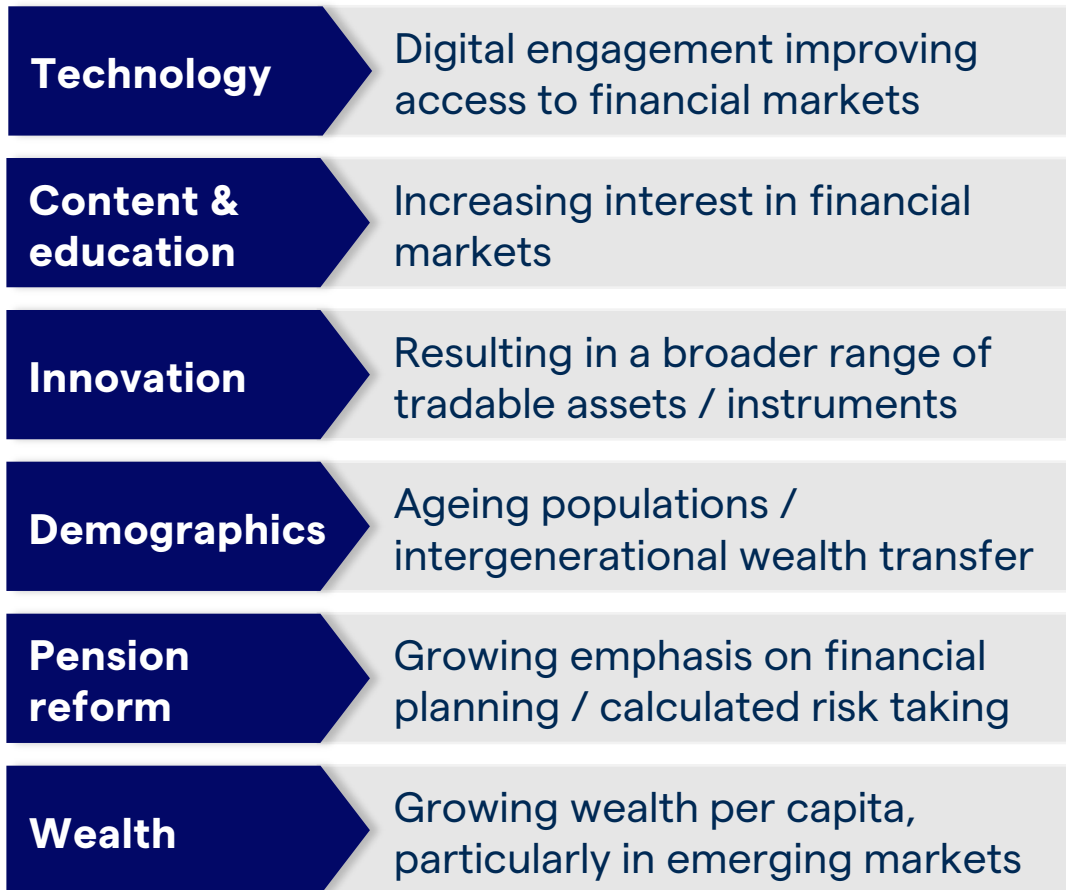 Technology
Digital engagement improving
access to financial markets
Content &
education
Increasing interest in financial
markets
Innovation
Resulting in a broader range of
tradable assets / instruments
Demographics
Ageing populations /
intergenerational wealth transfer
Pension
reform
Growing emphasis on financial
planning / calculated risk taking
Wealth
Growing wealth per capita,
particularly in emerging markets